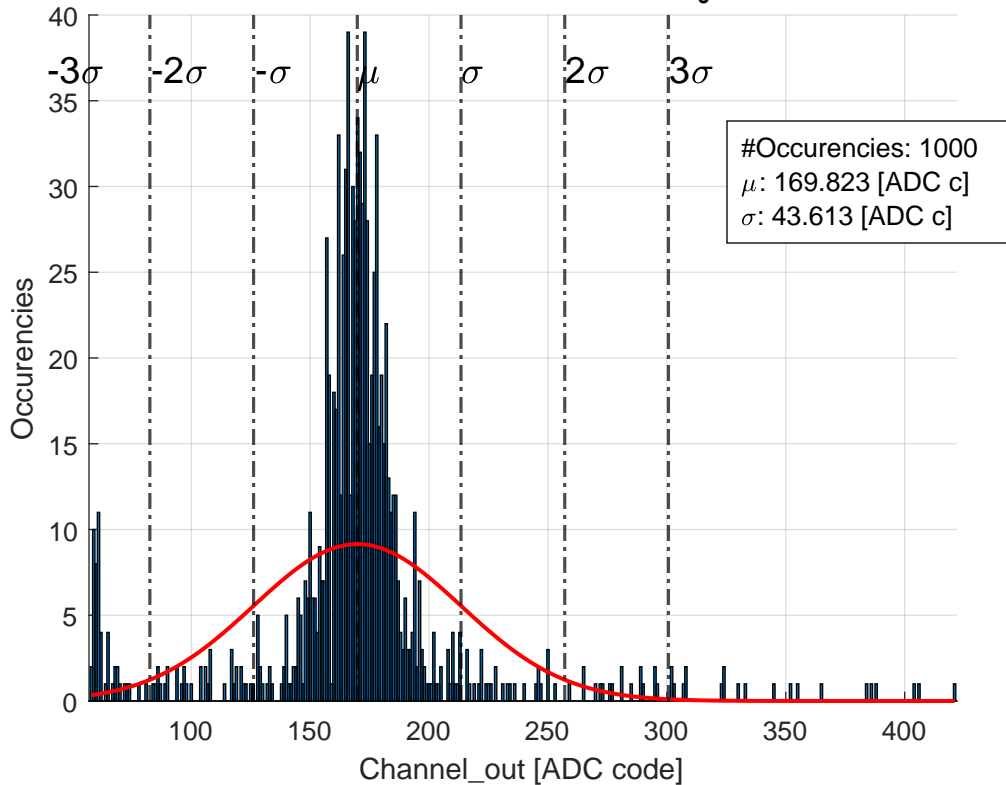 40
35
30
25
20
15
10
5
0
-3σ -2σ -σ μ σ 2σ 3σ
#Occurencies: 1000
μ: 169.823 [ADC c]
σ: 43.613 [ADC c]
Occurencies
100 150 200 250 300 350 400
Channel_out [ADC code]